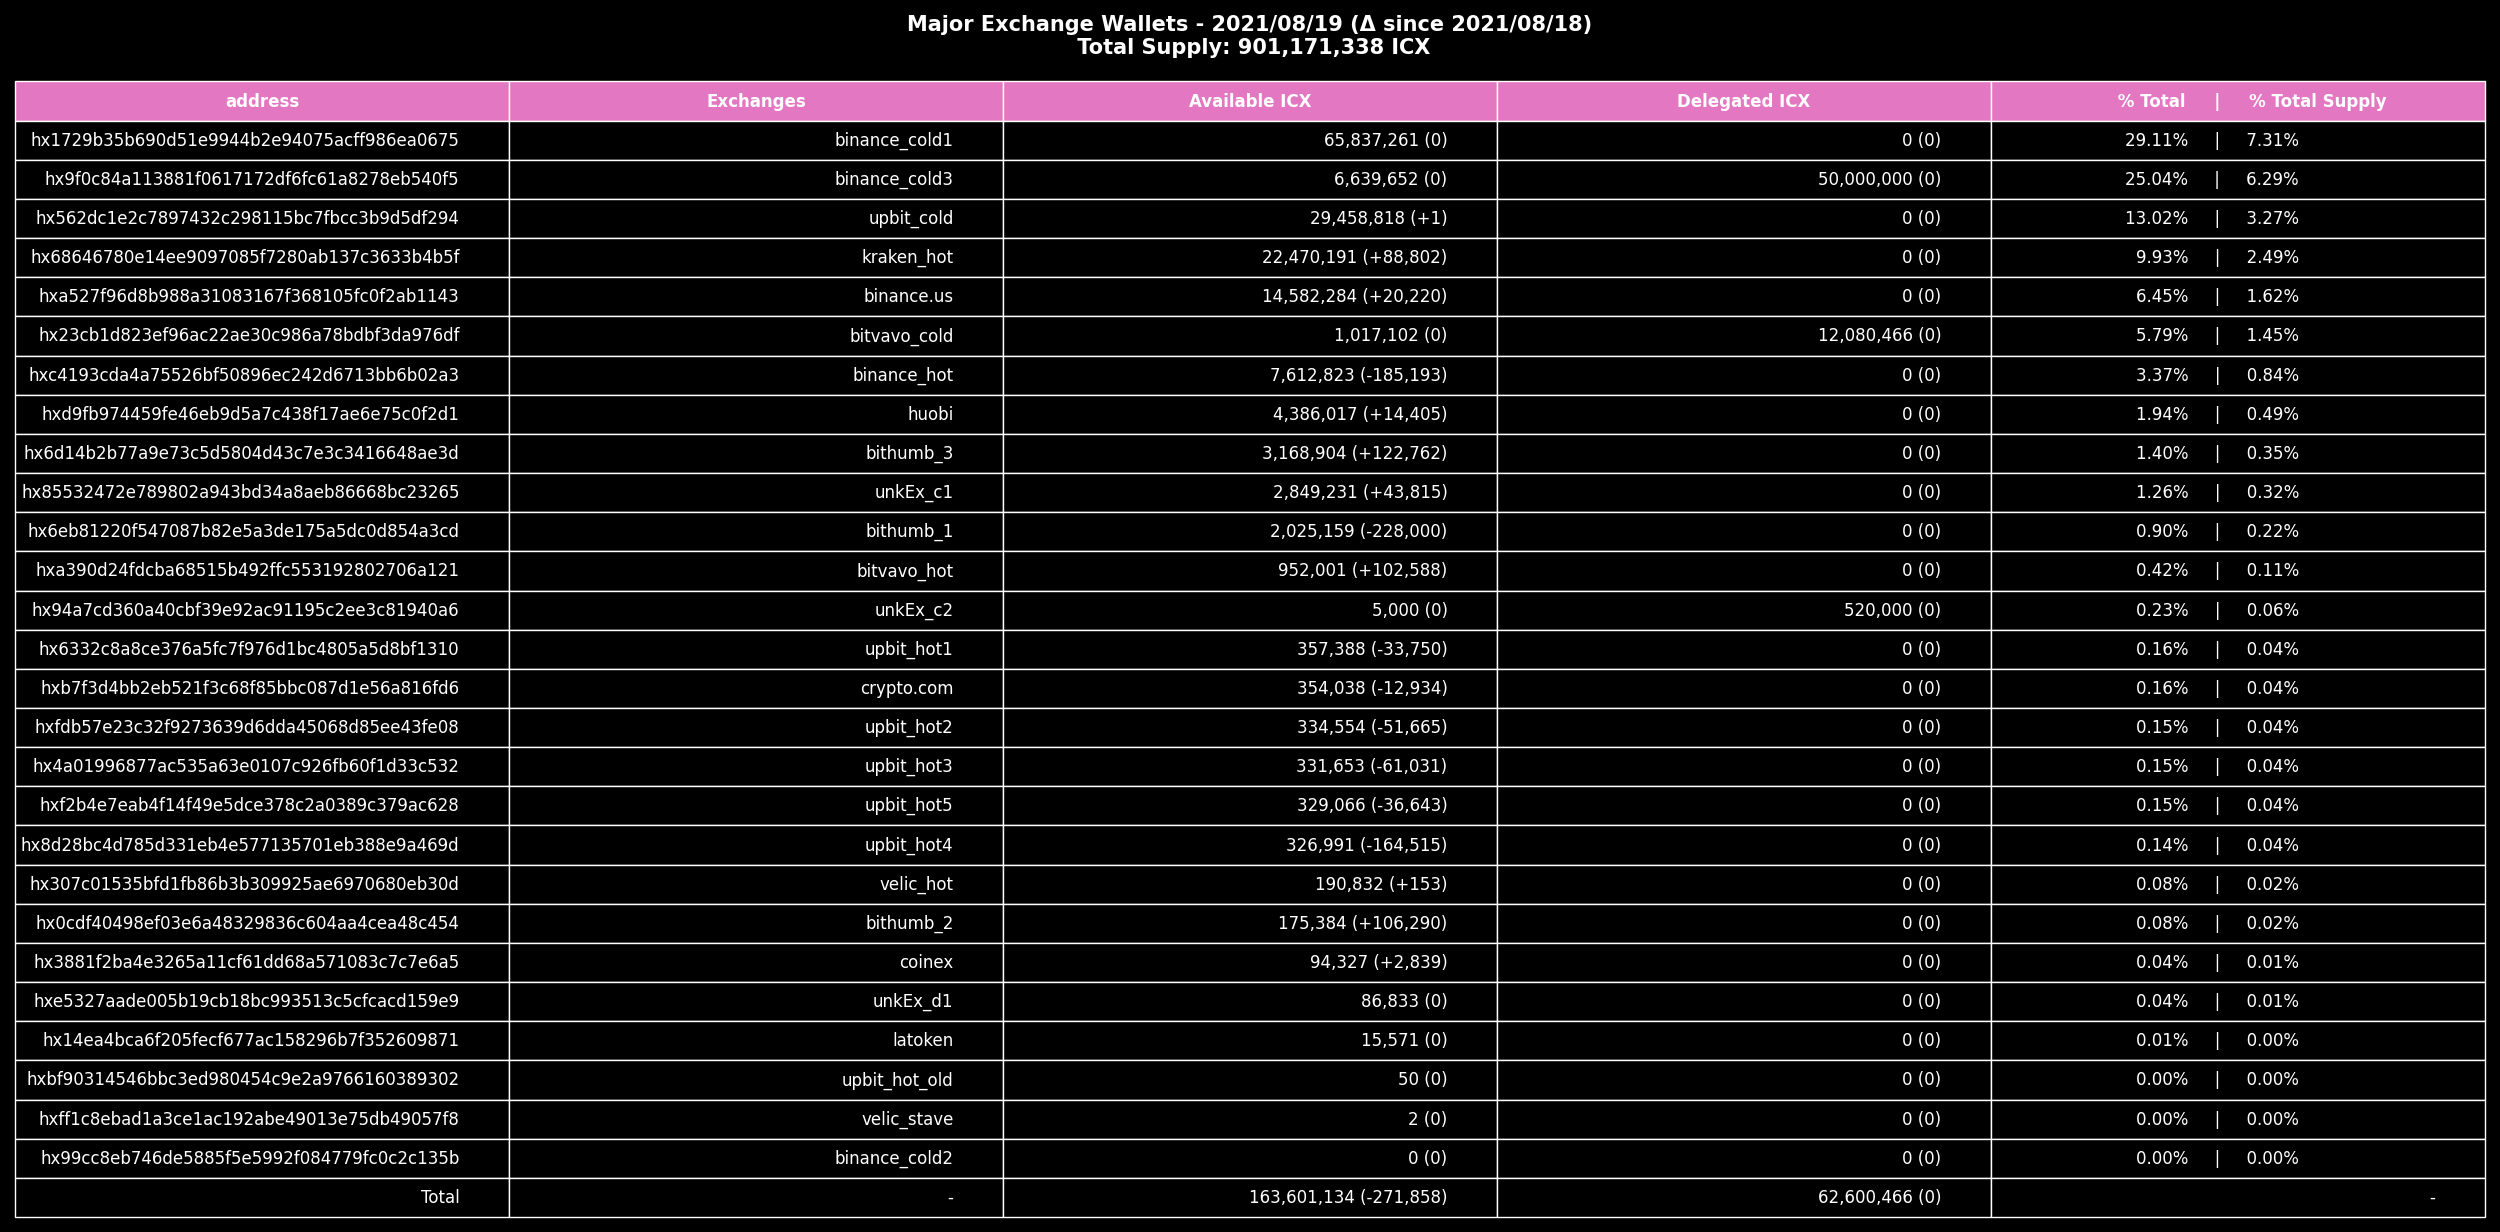 Major Exchange Wallets - 2021/08/19 (Δ since 2021/08/18)
Total Supply: 901,171,338 ICX
address Exchanges Available ICX Delegated ICX % Total | % Total Supply
hx1729b35b690d51e9944b2e94075acff986ea0675 binance_cold1 65,837,261 (0) 0 (0) 29.11% | 7.31%
hx9f0c84a113881f0617172df6fc61a8278eb540f5 binance_cold3 6,639,652 (0) 50,000,000 (0) 25.04% | 6.29%
hx562dc1e2c7897432c298115bc7fbcc3b9d5df294 upbit_cold 29,458,818 (+1) 0 (0) 13.02% | 3.27%
hx68646780e14ee9097085f7280ab137c3633b4b5f kraken_hot 22,470,191 (+88,802) 0 (0) 9.93% | 2.49%
hxa527f96d8b988a31083167f368105fc0f2ab1143 binance.us 14,582,284 (+20,220) 0 (0) 6.45% | 1.62%
hx23cb1d823ef96ac22ae30c986a78bdbf3da976df bitvavo_cold 1,017,102 (0) 12,080,466 (0) 5.79% | 1.45%
hxc4193cda4a75526bf50896ec242d6713bb6b02a3 binance_hot 7,612,823 (-185,193) 0 (0) 3.37% | 0.84%
hxd9fb974459fe46eb9d5a7c438f17ae6e75c0f2d1 huobi 4,386,017 (+14,405) 0 (0) 1.94% | 0.49%
hx6d14b2b77a9e73c5d5804d43c7e3c3416648ae3d bithumb_3 3,168,904 (+122,762) 0 (0) 1.40% | 0.35%
hx85532472e789802a943bd34a8aeb86668bc23265 unkEx_c1 2,849,231 (+43,815) 0 (0) 1.26% | 0.32%
hx6eb81220f547087b82e5a3de175a5dc0d854a3cd bithumb_1 2,025,159 (-228,000) 0 (0) 0.90% | 0.22%
hxa390d24fdcba68515b492ffc553192802706a121 bitvavo_hot 952,001 (+102,588) 0 (0) 0.42% | 0.11%
hx94a7cd360a40cbf39e92ac91195c2ee3c81940a6 unkEx_c2 5,000 (0) 520,000 (0) 0.23% | 0.06%
hx6332c8a8ce376a5fc7f976d1bc4805a5d8bf1310 upbit_hot1 357,388 (-33,750) 0 (0) 0.16% | 0.04%
hxb7f3d4bb2eb521f3c68f85bbc087d1e56a816fd6 crypto.com 354,038 (-12,934) 0 (0) 0.16% | 0.04%
hxfdb57e23c32f9273639d6dda45068d85ee43fe08 upbit_hot2 334,554 (-51,665) 0 (0) 0.15% | 0.04%
hx4a01996877ac535a63e0107c926fb60f1d33c532 upbit_hot3 331,653 (-61,031) 0 (0) 0.15% | 0.04%
hxf2b4e7eab4f14f49e5dce378c2a0389c379ac628 upbit_hot5 329,066 (-36,643) 0 (0) 0.15% | 0.04%
hx8d28bc4d785d331eb4e577135701eb388e9a469d upbit_hot4 326,991 (-164,515) 0 (0) 0.14% | 0.04%
hx307c01535bfd1fb86b3b309925ae6970680eb30d velic_hot 190,832 (+153) 0 (0) 0.08% | 0.02%
hx0cdf40498ef03e6a48329836c604aa4cea48c454 bithumb_2 175,384 (+106,290) 0 (0) 0.08% | 0.02%
hx3881f2ba4e3265a11cf61dd68a571083c7c7e6a5 coinex 94,327 (+2,839) 0 (0) 0.04% | 0.01%
hxe5327aade005b19cb18bc993513c5cfcacd159e9 unkEx_d1 86,833 (0) 0 (0) 0.04% | 0.01%
hx14ea4bca6f205fecf677ac158296b7f352609871 latoken 15,571 (0) 0 (0) 0.01% | 0.00%
hxbf90314546bbc3ed980454c9e2a9766160389302 upbit_hot_old 50 (0) 0 (0) 0.00% | 0.00%
hxff1c8ebad1a3ce1ac192abe49013e75db49057f8 velic_stave 2 (0) 0 (0) 0.00% | 0.00%
hx99cc8eb746de5885f5e5992f084779fc0c2c135b binance_cold2 0 (0) 0 (0) 0.00% | 0.00%
Total - 163,601,134 (-271,858) 62,600,466 (0) -